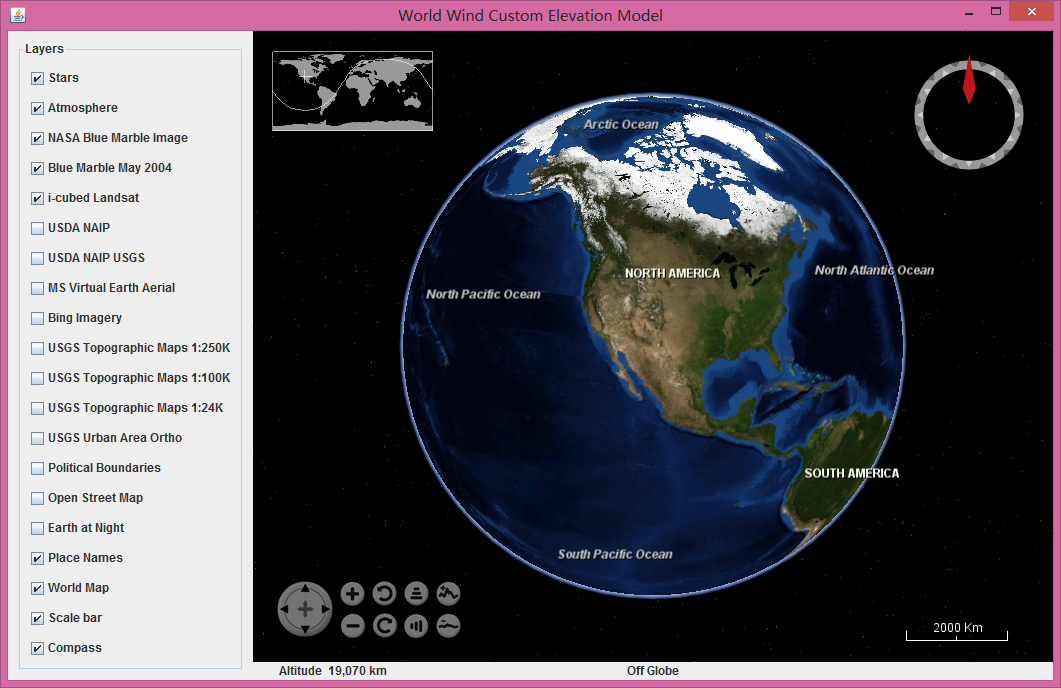 World Wind Custom Elevation Model
Layers
Stars
Atmosphere
NASA Blue Marble Image
Blue Marble May 2004
i-cubed Landsat
USDA NAIP
USDA NAIP USGS
MS Virtual Earth Aerial
Bing Imagery
USGS Topographic Maps 1:250K
USGS Topographic Maps 1:100K
USGS Topographic Maps 1:24K
USGS Urban Area Ortho
Political Boundaries
Open Street Map
Earth at Night
Place Names
World Map
Scale bar
Compass
Arctic Ocean
NORTH AMERICA
North Atlantic Ocean
North Pacific Ocean
SOUTH AMERICA
South Pacific Ocean
2000 Km
Altitude 19,070 km
Off Globe